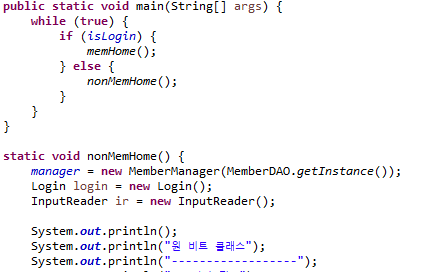 public static void main(String[] args) {
while (true) {
if (isLogin) {
memHome();
} else {
nonMemHome();
}
}
}
static void nonMemHome() {
manager = new MemberManager(MemberDAO.getInstance());
Login login = new Login();
InputReader ir = new InputReader();
System.out.println();
System.out.println("원 비트 클래스");
System.out.println("------------------");